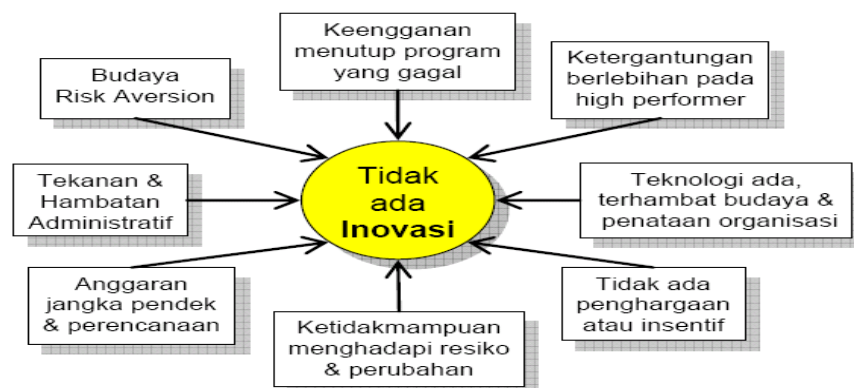 Keengganan
menutup program
yang gagal
Budaya
Risk Aversion
Ketergantungan
berlebihan pada
high performer
Tekanan &
Hambatan
Administratif
Tidak
ada
Inovasi
Teknologi ada,
terhambat budaya &
penataan organisasi
Anggaran
jangka pendek
& perencanaan
Ketidakmampuan
menghadapi resiko
& perubahan
Tidak ada
penghargaan
atau insentif